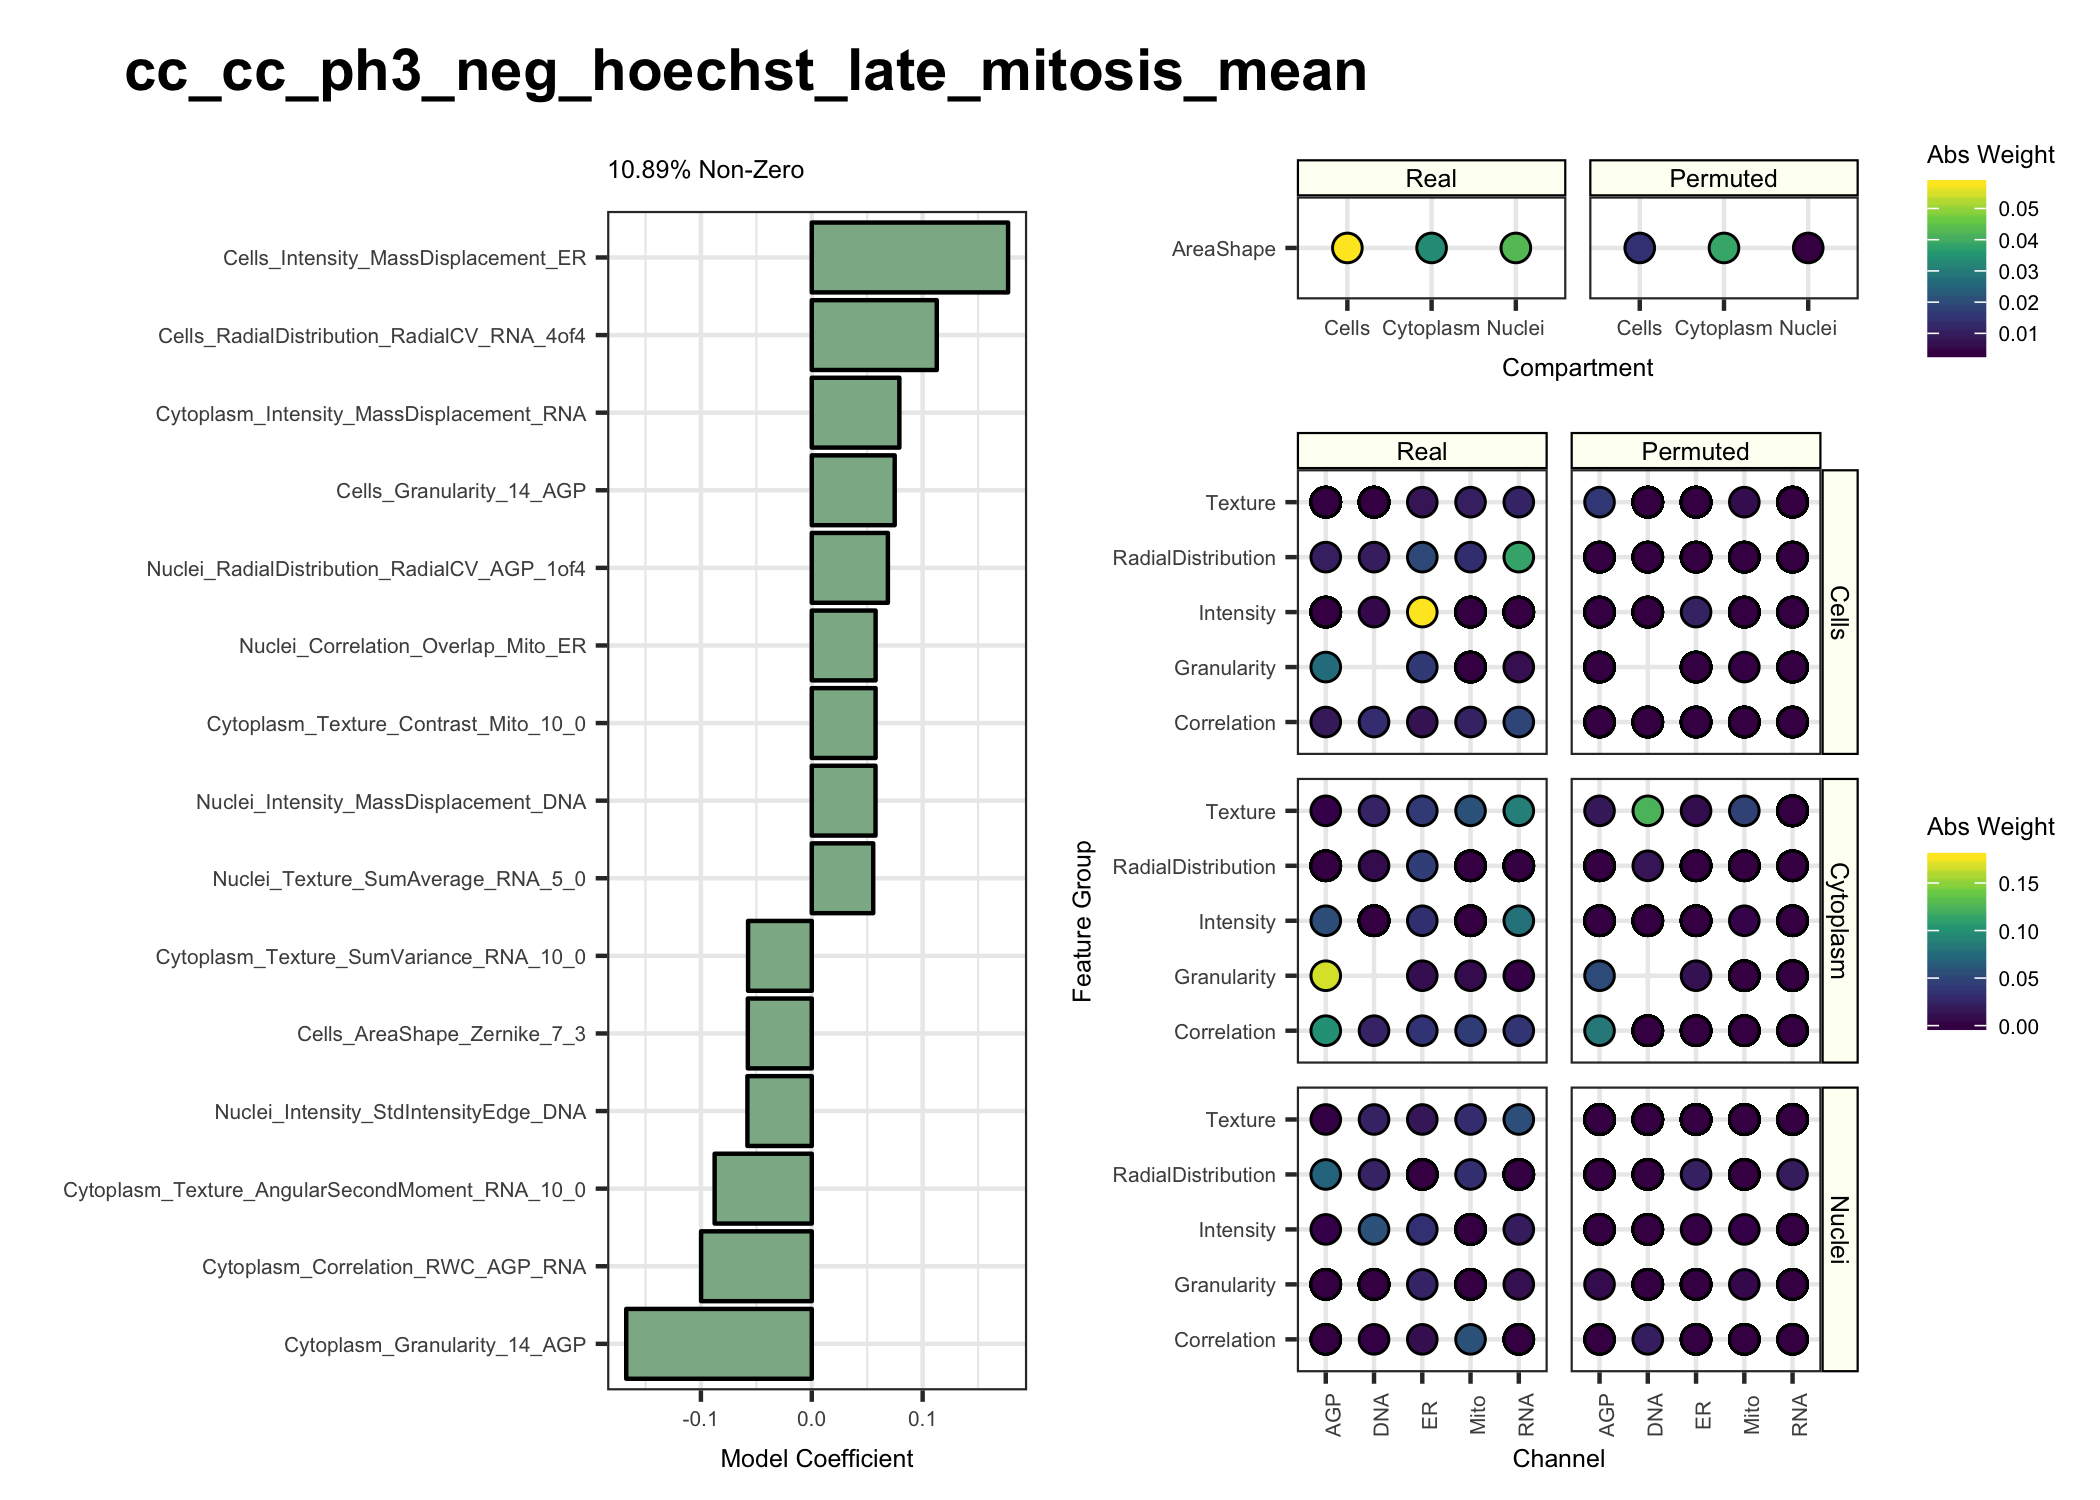 cc_cc_ph3_neg_hoechst_late_mitosis_mean
10.89% Non-Zero
Cells_Intensity_MassDisplacement_ER
Cells_RadialDistribution_RadialCV_RNA_4of4
Cytoplasm_Intensity_MassDisplacement_RNA
Cells_Granularity_14_AGP
Nuclei_RadialDistribution_RadialCV_AGP_1of4
Nuclei_Correlation_Overlap_Mito_ER
Cytoplasm_Texture_Contrast_Mito_10_0
Nuclei_Intensity_MassDisplacement_DNA
Nuclei_Texture_SumAverage_RNA_5_0
Cytoplasm_Texture_SumVariance_RNA_10_0
Cells_AreaShape_Zernike_7_3
Nuclei_Intensity_StdIntensityEdge_DNA
Cytoplasm_Texture_AngularSecondMoment_RNA_10_0
Cytoplasm_Correlation_RWC_AGP_RNA
Cytoplasm_Granularity_14_AGP
-0.1 0.0 0.1
Model Coefficient
Real Permuted
AreaShape
Cells Cytoplasm Nuclei Cells Cytoplasm Nuclei
Compartment
Abs Weight
0.05
0.04
0.03
0.02
0.01
Feature Group
Real Permuted
Texture
RadialDistribution
Intensity
Granularity
Correlation
Cells
Texture
RadialDistribution
Intensity
Granularity
Correlation
Cytoplasm
Texture
RadialDistribution
Intensity
Granularity
Correlation
Nuclei
AGP DNA ER Mito RNA AGP DNA ER Mito RNA
Channel
Abs Weight
0.15
0.10
0.05
0.00